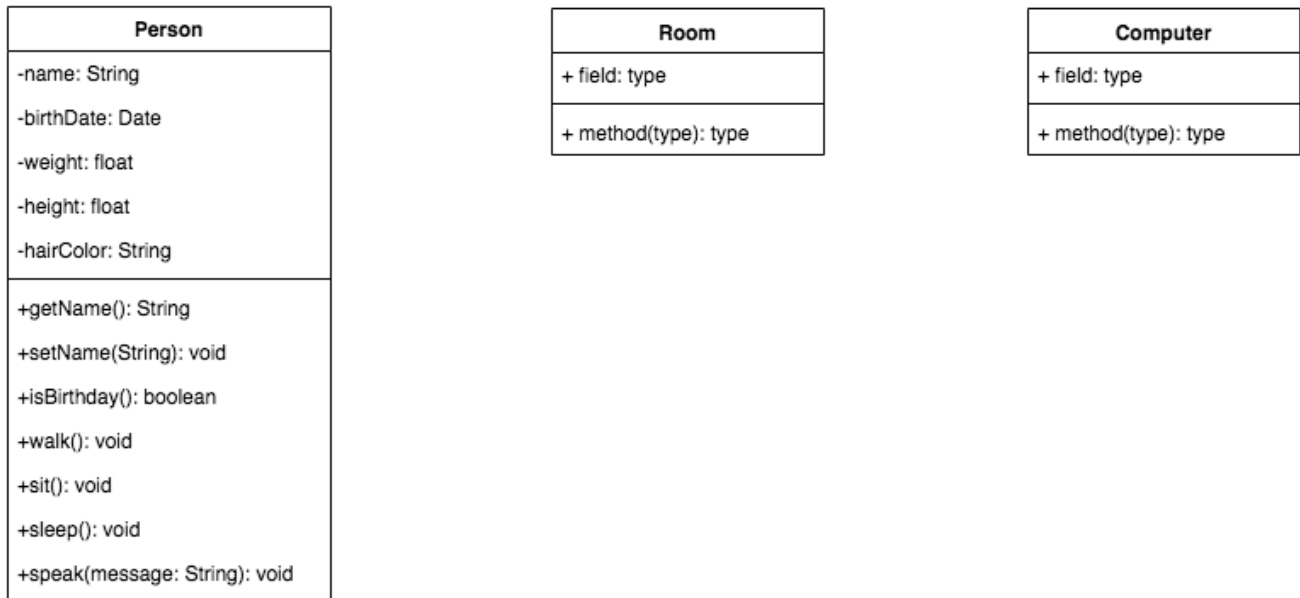 Person
-name: String
-birthDate: Date
-weight: float
-height: float
-hairColor: String
+getName(): String
+setName(String): void
+isBirthday(): boolean
+walk(): void
+sit(): void
+sleep(): void
+speak(message: String): void
Room
+ field: type
+ method(type): type
Computer
+ field: type
+ method(type): type